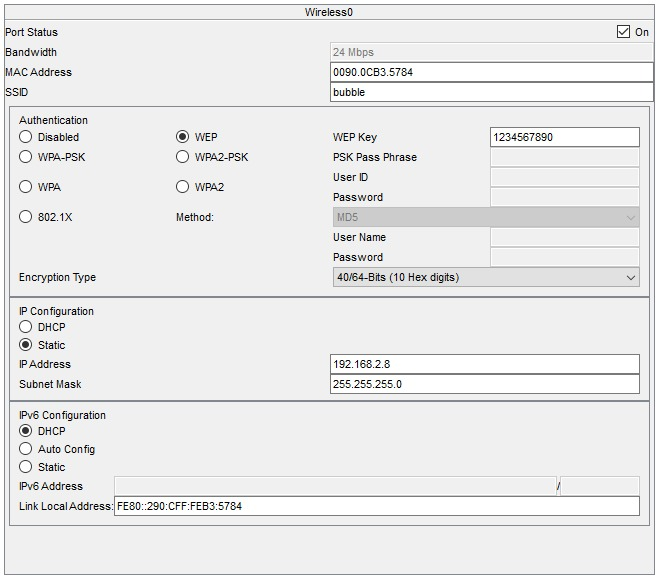 Wireless0
Port Status On
Bandwidth 24 Mbps
MAC Address 0090.0CB3.5784
SSID bubble
Authentication
Disabled WEP WEP Key 1234567890
WPA-PSK WPA2-PSK PSK Pass Phrase
User ID
WPA WPA2
Password
802.1X Method: MD5
User Name
Password
Encryption Type 40/64-Bits (10 Hex digits)
IP Configuration
DHCP
Static
IP Address 192.168.2.8
Subnet Mask 255.255.255.0
IPv6 Configuration
DHCP
Auto Config
Static
IPv6 Address /
Link Local Address: FE80::290:CFF:FEB3:5784